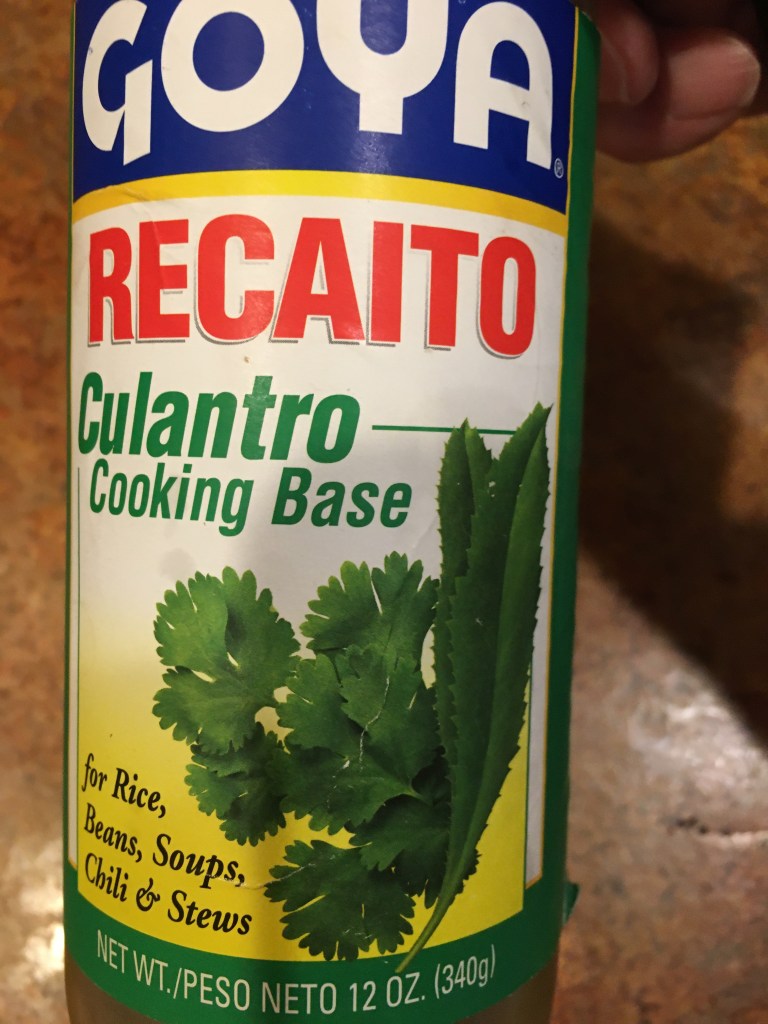 GOYA®
RECAITO
Culantro
Cooking Base
for Rice,
Beans, Soups,
Chili & Stews
NET WT./PESO NETO 12 OZ. (340g)